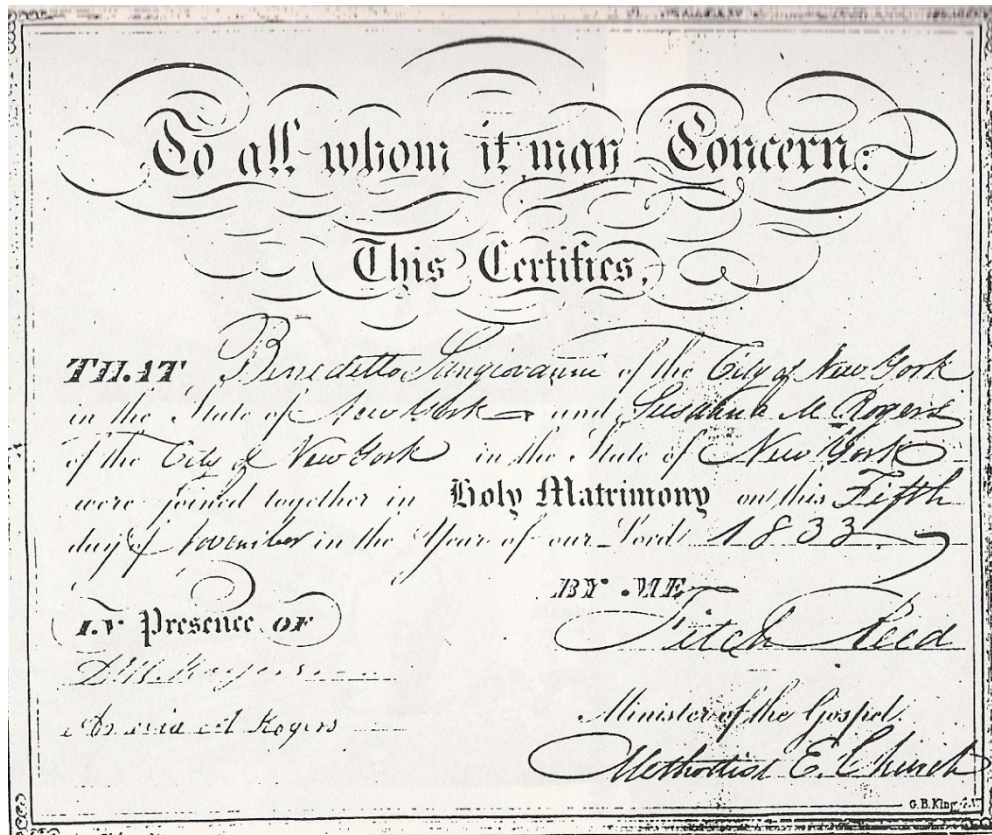 To all whom it may Concern:
This Certifies,
THAT Benedetto Sangiovanni of the City of New York
in the State of New York and Susanna M Rogers
of the City of New York in the State of New York
were joined together in Holy Matrimony on this Fifth
day of November in the Year of our Lord 1833
BY ME
IN Presence OF
Fitch Reed
Rogers
Rogers
Minister of the Gospel
Methodist E. Church
G. B. King